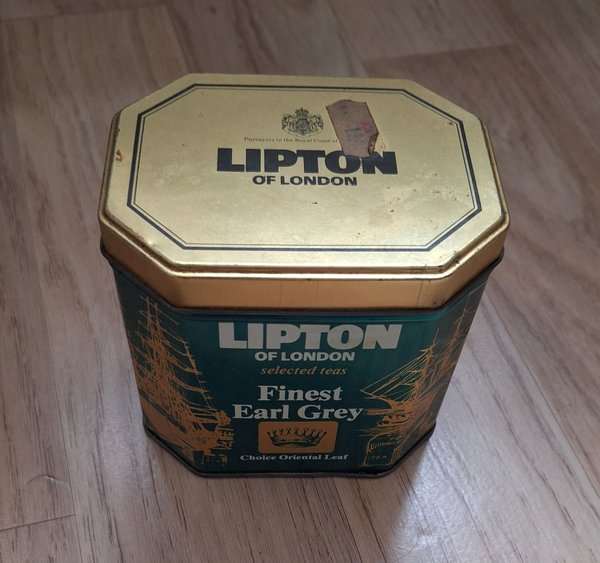 Purveyors to the Royal Court of
LIPTON
OF LONDON
LIPTON
OF LONDON
selected teas
Finest
Earl Grey
Choice Oriental Leaf
TEA